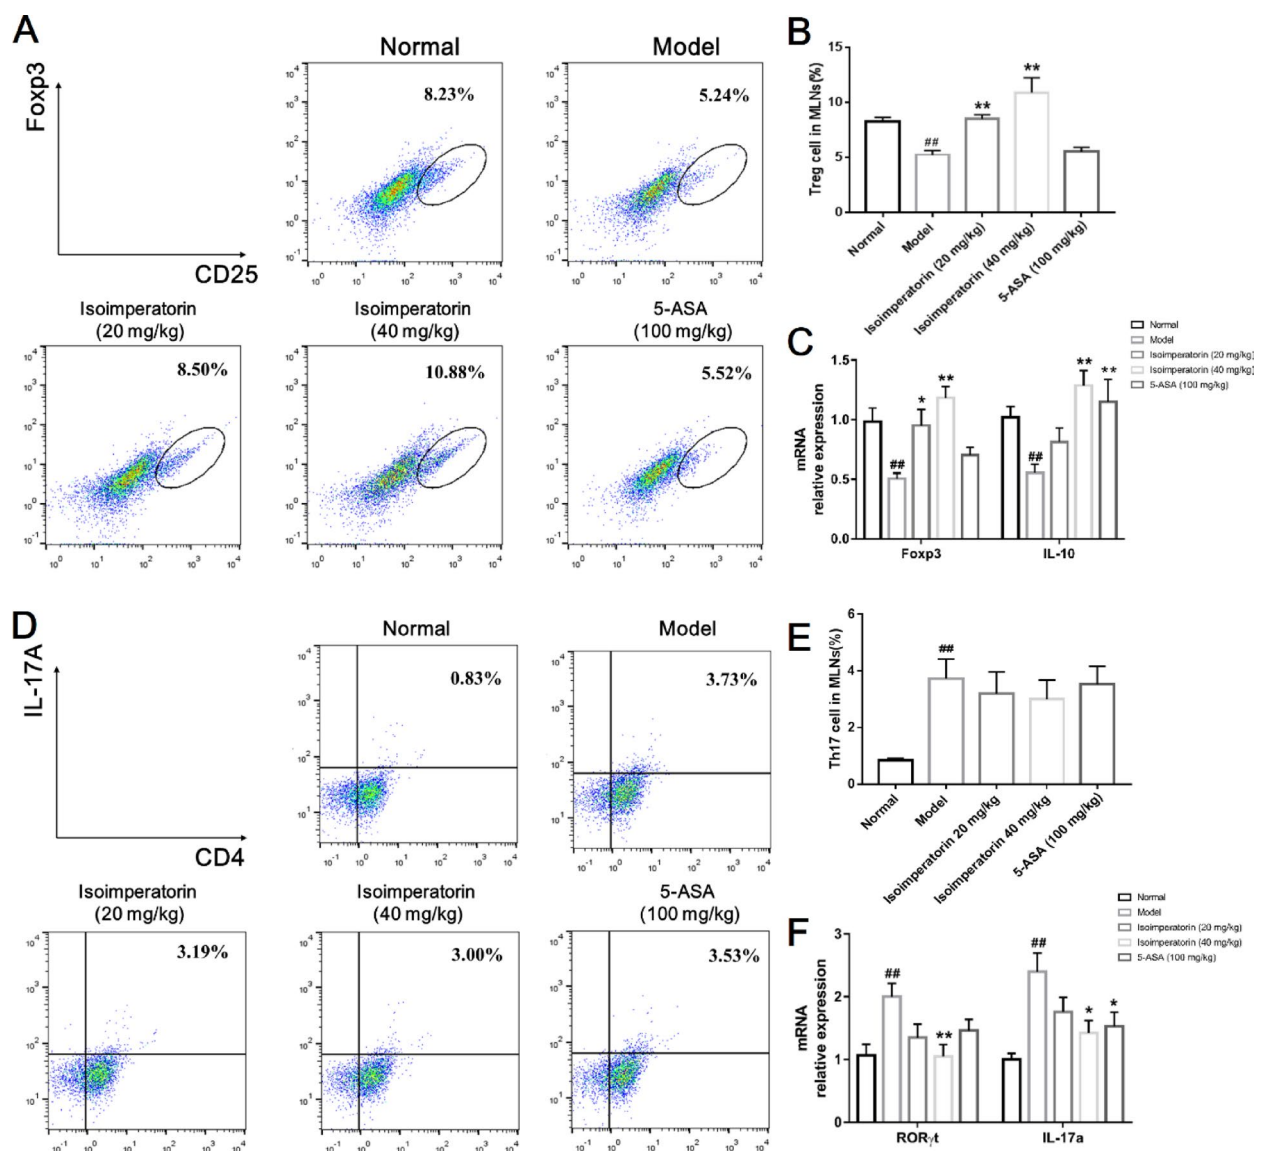 A
Foxp3
CD25
Normal
8.23%
Model
5.24%
Isoimperatorin
(20 mg/kg)
8.50%
Isoimperatorin
(40 mg/kg)
10.88%
5-ASA
(100 mg/kg)
5.52%
B
Treg cell in MLNs(%)
15
10
5
0
##
**
**
Normal
Model
Isoimperatorin (20 mg/kg)
Isoimperatorin (40 mg/kg)
5-ASA (100 mg/kg)
C
Normal
Model
Isoimperatorin (20 mg/kg)
Isoimperatorin (40 mg/kg)
5-ASA (100 mg/kg)
mRNA
relative expression
1.5
1.0
0.5
0.0
##
*
**
##
**
**
Foxp3
IL-10
D
IL-17A
CD4
Normal
0.83%
Model
3.73%
Isoimperatorin
(20 mg/kg)
3.19%
Isoimperatorin
(40 mg/kg)
3.00%
5-ASA
(100 mg/kg)
3.53%
E
Th17 cell in MLNs(%)
6
4
2
0
##
Normal
Model
Isoimperatorin 20 mg/kg
Isoimperatorin 40 mg/kg
5-ASA (100 mg/kg)
F
Normal
Model
Isoimperatorin (20 mg/kg)
Isoimperatorin (40 mg/kg)
5-ASA (100 mg/kg)
mRNA
relative expression
3
2
1
0
##
**
##
*
*
RORγt
IL-17a